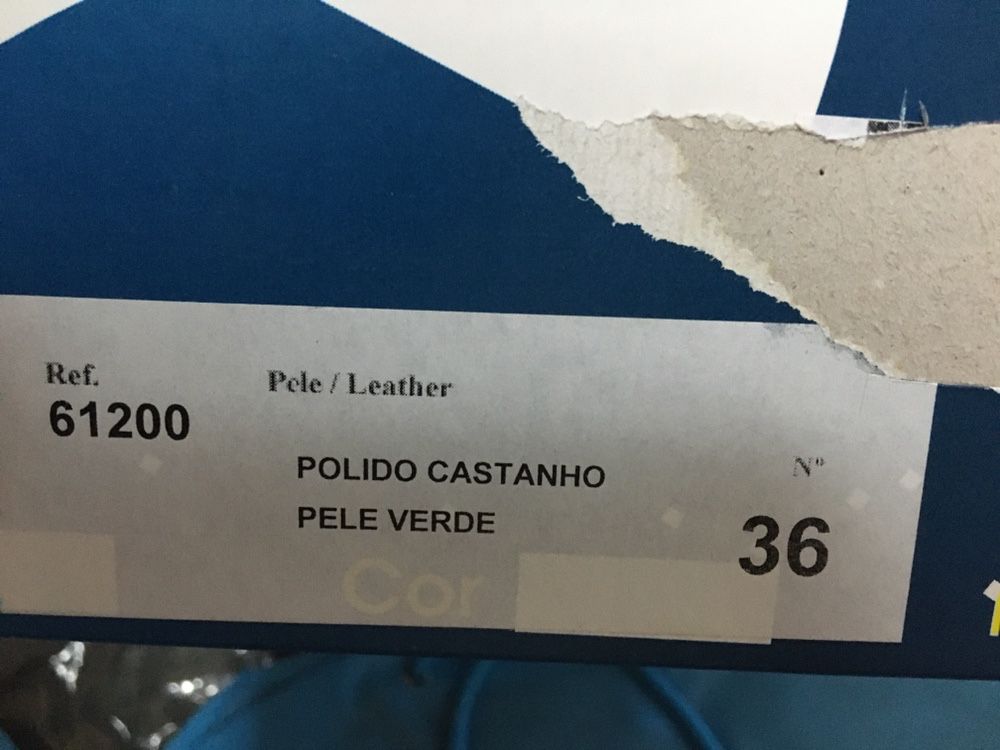 Ref.
Pele / Leather
61200
POLIDO CASTANHO
Nº
PELE VERDE
36
Cor